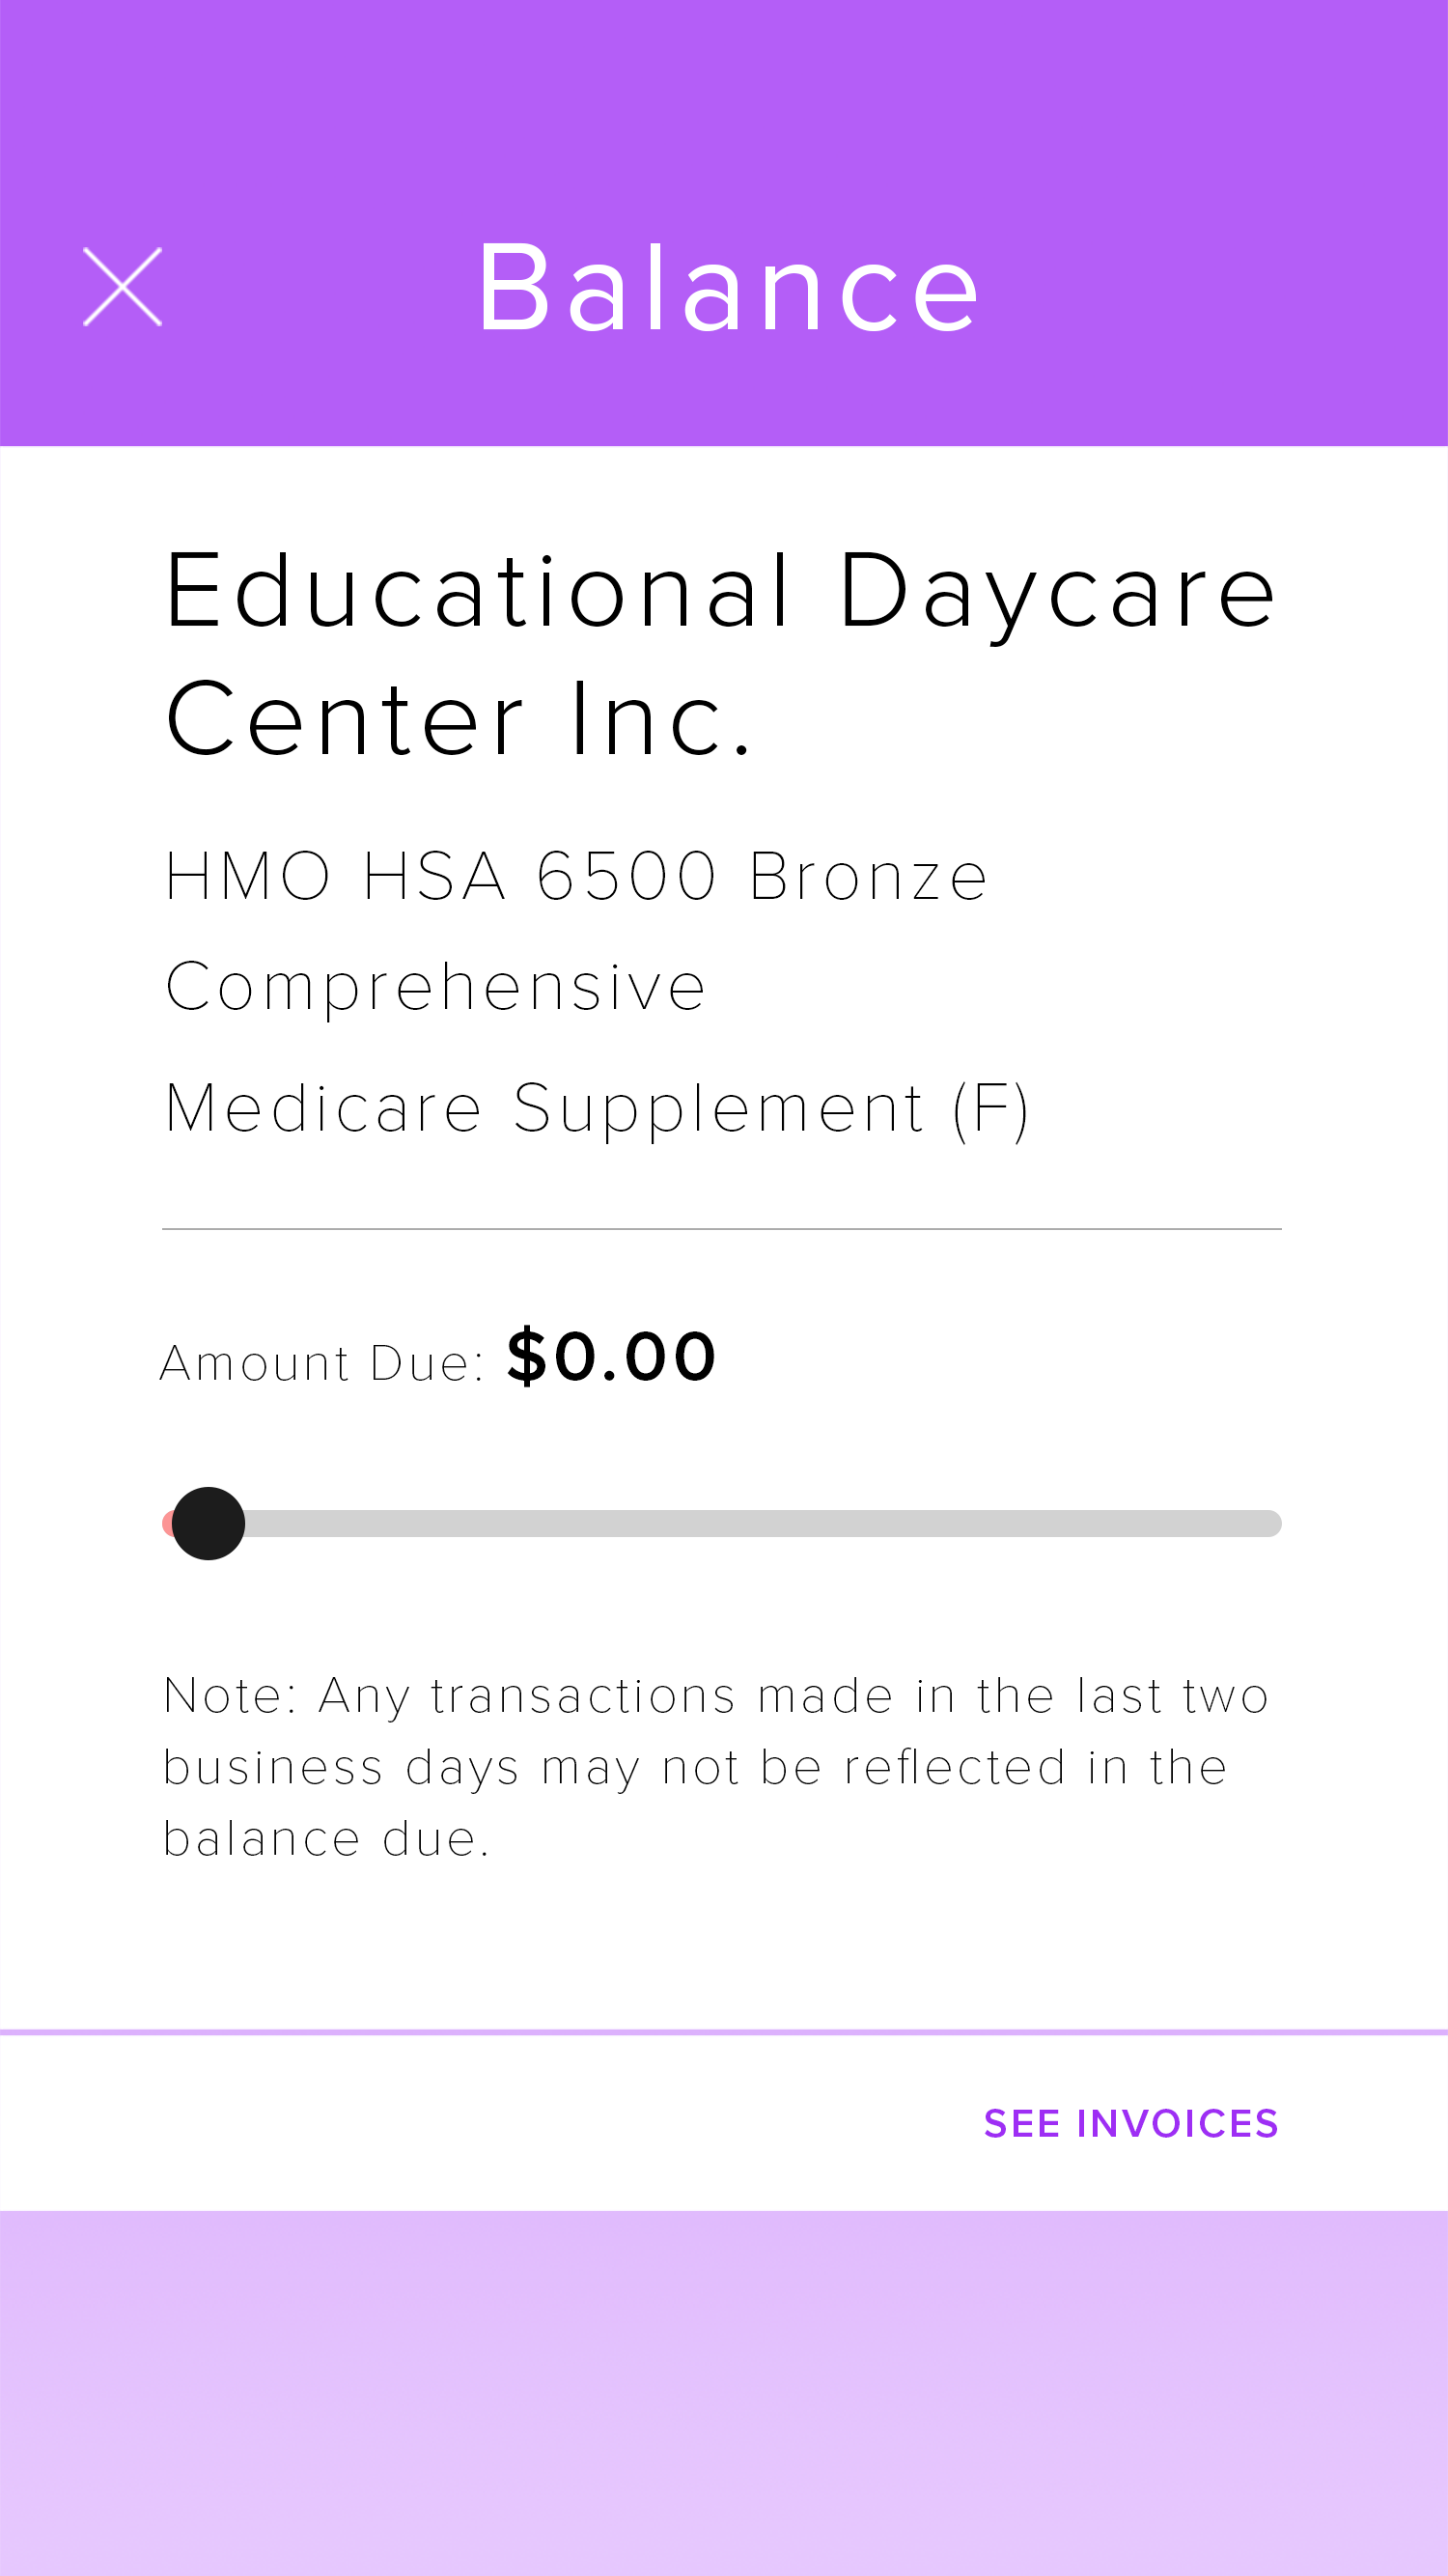 Balance
Educational Daycare
Center Inc.
HMO HSA 6500 Bronze
Comprehensive
Medicare Supplement (F)
Amount Due: $0.00
Note: Any transactions made in the last two
business days may not be reflected in the
balance due.
SEE INVOICES